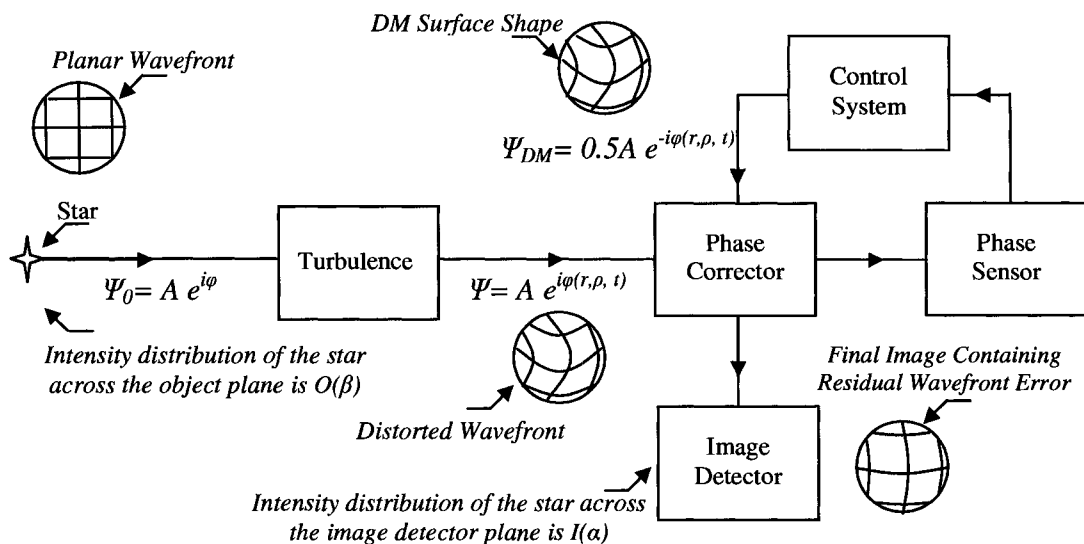 DM Surface Shape
Planar Wavefront
Control
System
Ψ_DM= 0.5A e^-iφ(r,ρ, t)
Star
Turbulence
Phase
Corrector
Phase
Sensor
Ψ_0= A e^iφ
Ψ= A e^iφ(r,ρ, t)
Intensity distribution of the star
across the object plane is O(β)
Distorted Wavefront
Final Image Containing
Residual Wavefront Error
Image
Detector
Intensity distribution of the star across
the image detector plane is I(α)